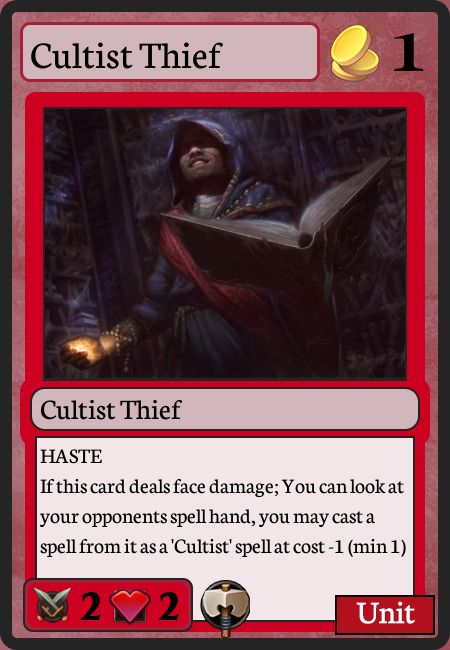 Cultist Thief
1
Cultist Thief
HASTE
If this card deals face damage; You can look at
your opponents spell hand, you may cast a
spell from it as a 'Cultist' spell at cost -1 (min 1)
2 2
Unit